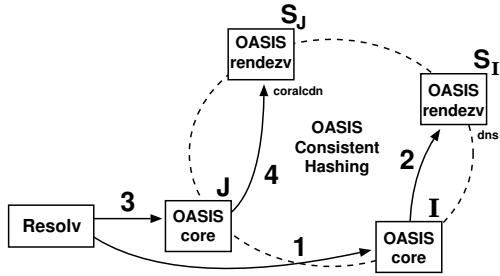 S_J
OASIS
rendezv
coralcdn
S_I
OASIS
rendezv
dns
OASIS
Consistent
Hashing
2
4
3
J
OASIS
core
Resolv
I
OASIS
core
1